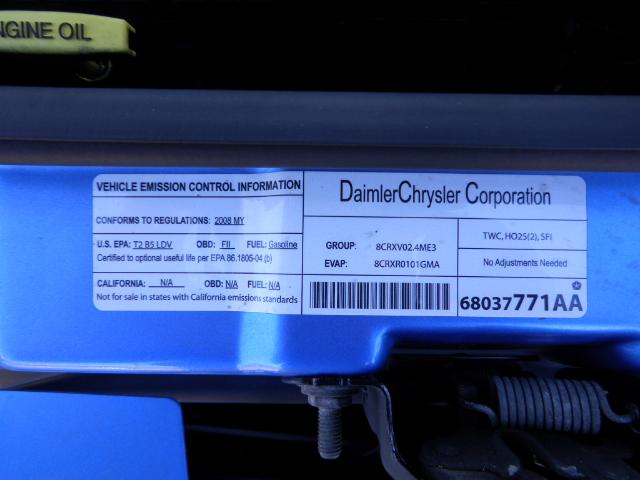 ENGINE OIL
VEHICLE EMISSION CONTROL INFORMATION
CONFORMS TO REGULATIONS: 2008 MY
U.S. EPA: T2 B5 LDV OBD: FII FUEL: Gasoline
Certified to optional useful life per EPA 86.1805-04 (b)
CALIFORNIA: N/A OBD: N/A FUEL: N/A
Not for sale in states with California emissions standards
DaimlerChrysler Corporation
GROUP: 8CRXV02.4ME3
EVAP: 8CRXR0101GMA
TWC, HO2S(2), SFI
No Adjustments Needed
68037771AA